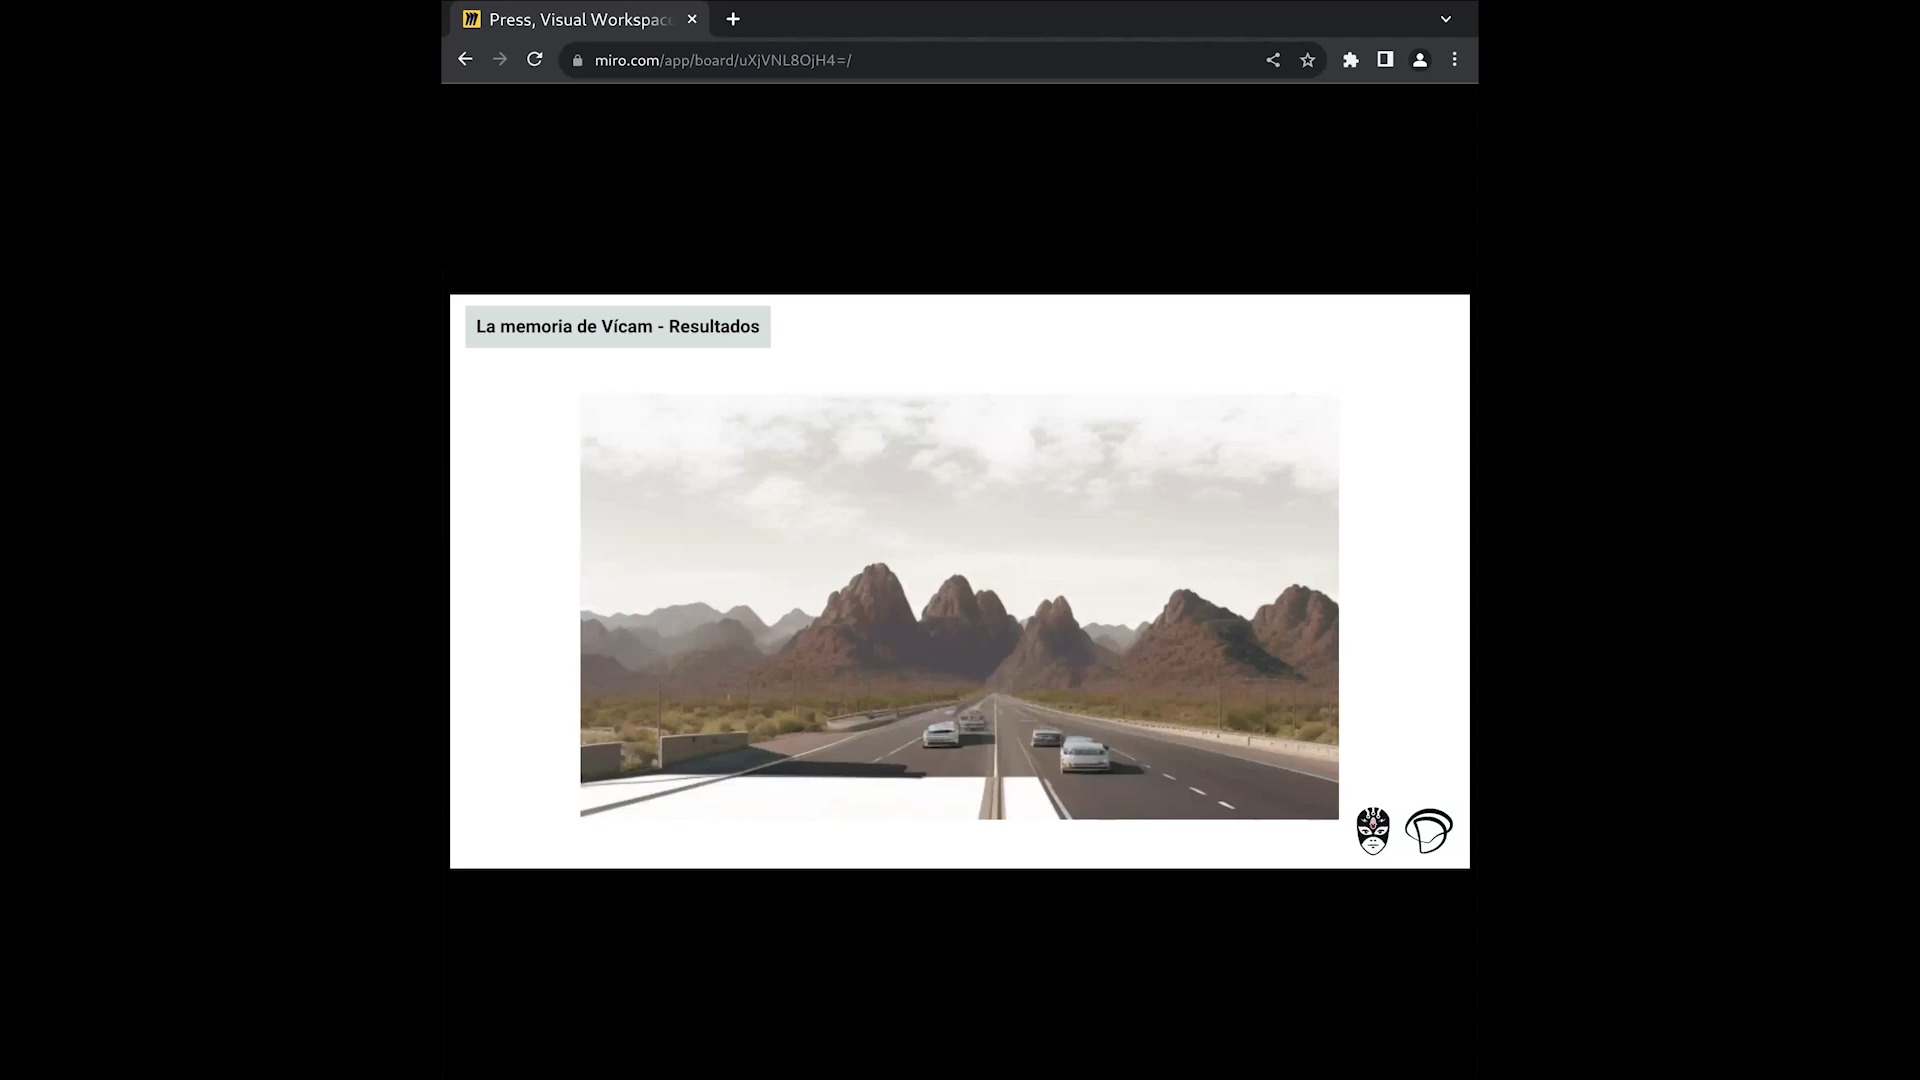 Press, Visual Workspac
miro.com/app/board/uXjVNL8OjH4=/
La memoria de Vícam - Resultados